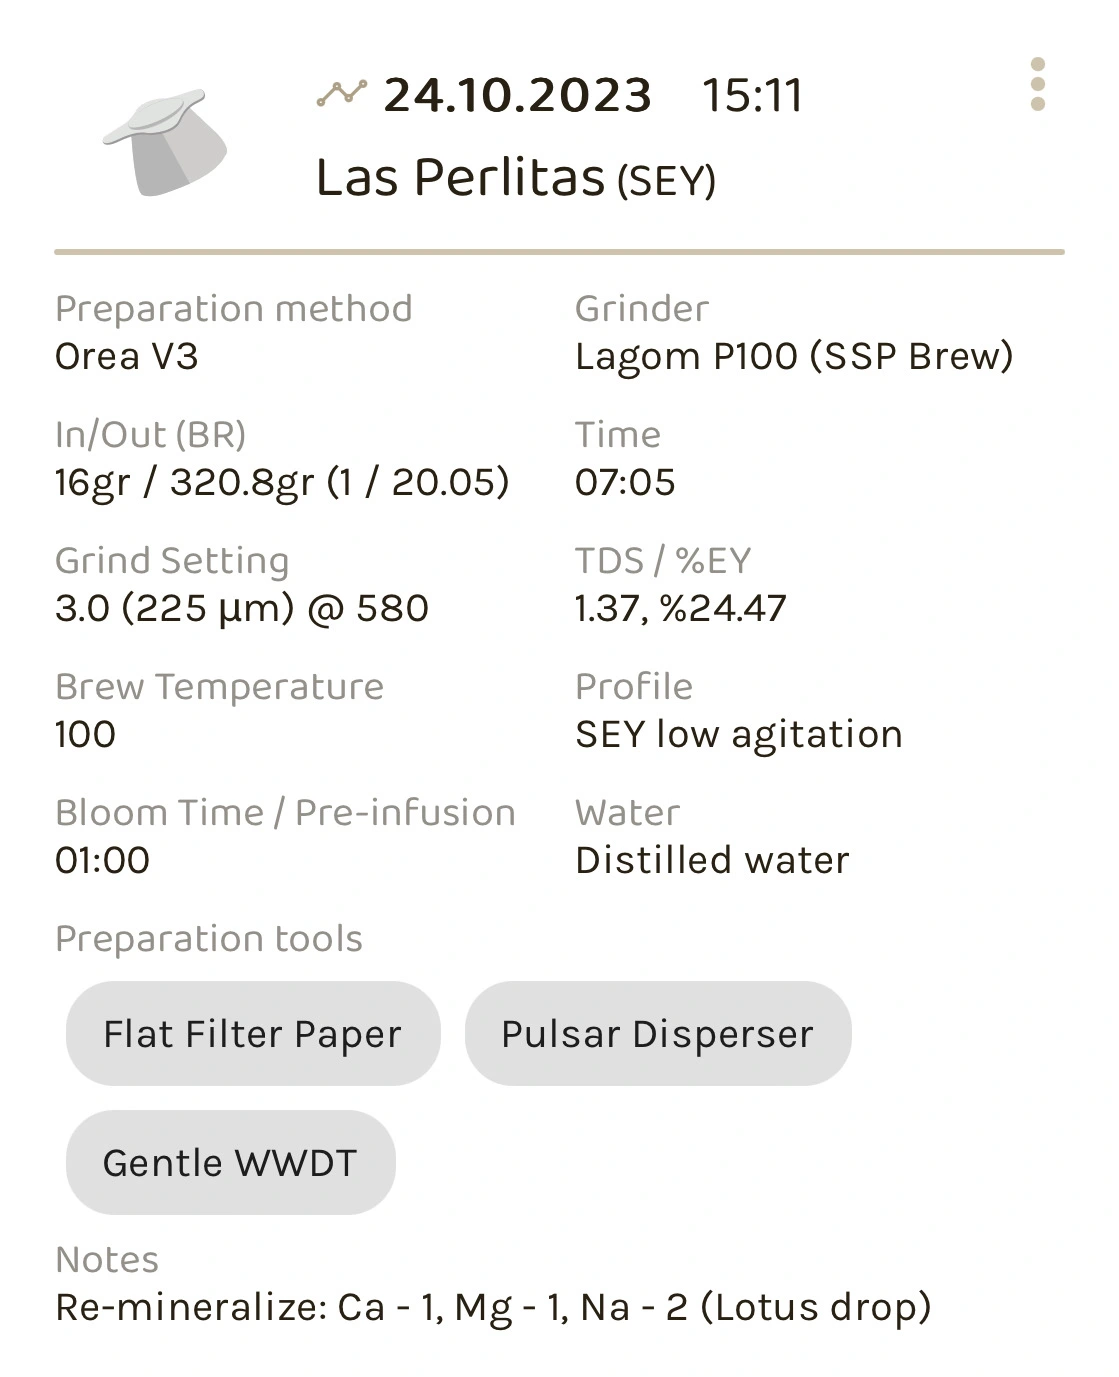 24.10.2023 15:11
Las Perlitas (SEY)
Preparation method
Orea V3
Grinder
Lagom P100 (SSP Brew)
In/Out (BR)
16gr / 320.8gr (1 / 20.05)
Time
07:05
Grind Setting
3.0 (225 µm) @ 580
TDS / %EY
1.37, %24.47
Brew Temperature
100
Profile
SEY low agitation
Bloom Time / Pre-infusion
01:00
Water
Distilled water
Preparation tools
Flat Filter Paper
Pulsar Disperser
Gentle WWDT
Notes
Re-mineralize: Ca - 1, Mg - 1, Na - 2 (Lotus drop)